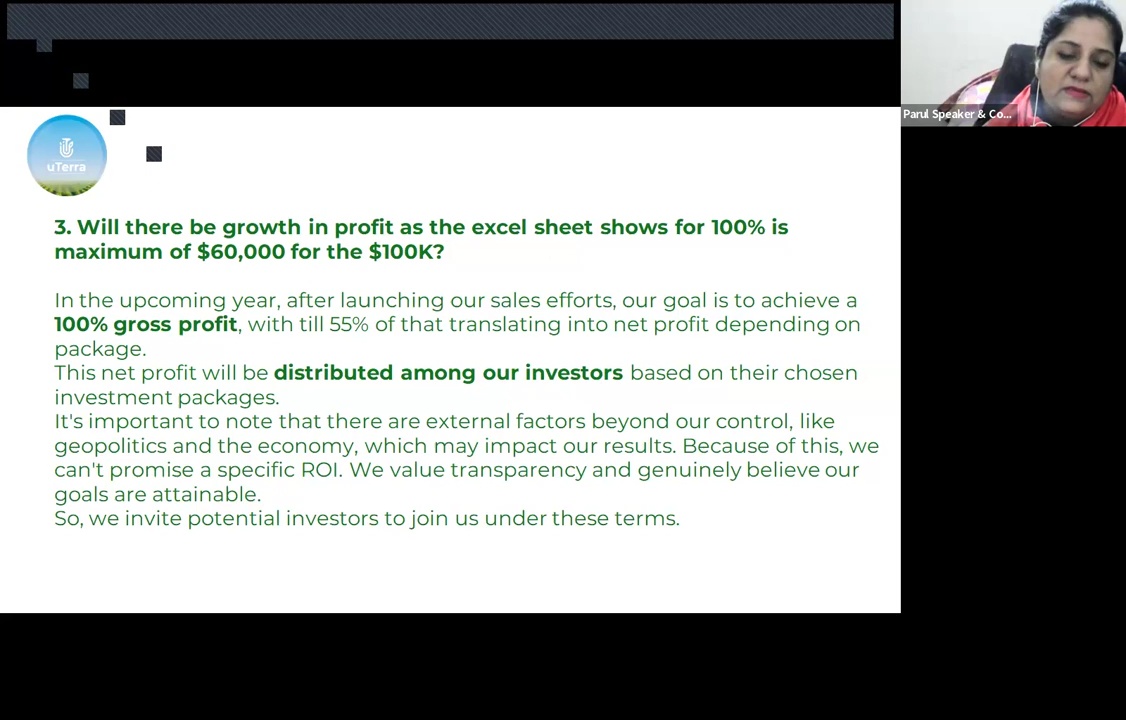 Parul Speaker & Co...
uTerra
3. Will there be growth in profit as the excel sheet shows for 100% is
maximum of $60,000 for the $100K?
In the upcoming year, after launching our sales efforts, our goal is to achieve a
100% gross profit, with till 55% of that translating into net profit depending on
package.
This net profit will be distributed among our investors based on their chosen
investment packages.
It's important to note that there are external factors beyond our control, like
geopolitics and the economy, which may impact our results. Because of this, we
can't promise a specific ROI. We value transparency and genuinely believe our
goals are attainable.
So, we invite potential investors to join us under these terms.